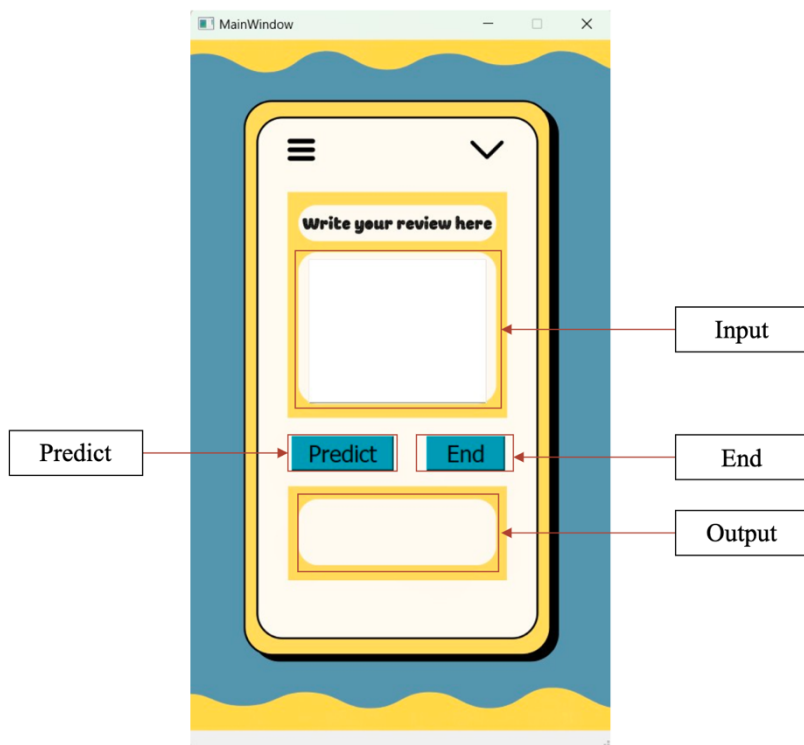 MainWindow
Write your review here
Input
Predict
Predict
End
End
Output